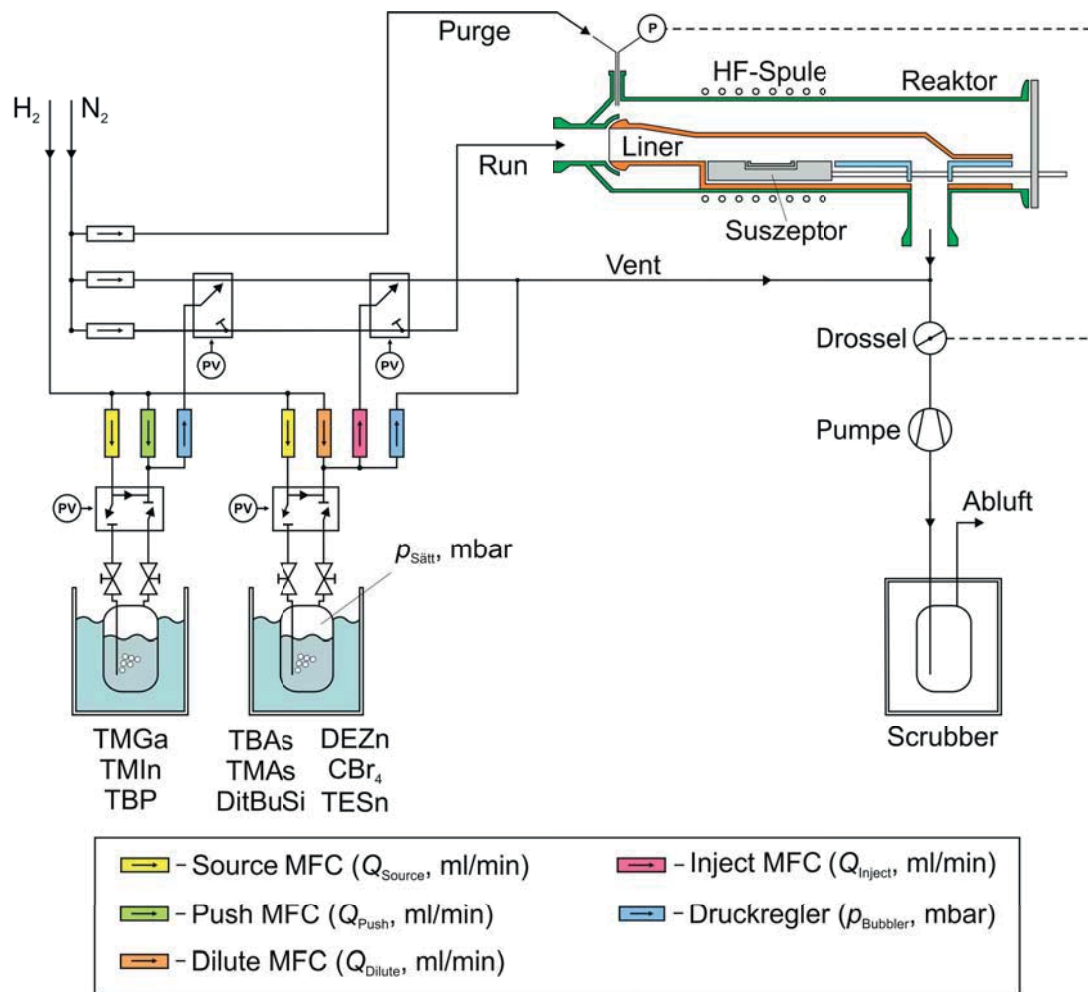 Purge
P
HF-Spule
Reaktor
H₂
N₂
Liner
Run
Suszeptor
Vent
Drossel
PV
PV
Pumpe
PV
PV
Abluft
pSätt, mbar
TMGa
TMIn
TBP
TBAs
TMAs
DitBuSi
DEZn
CBr₄
TESn
Scrubber
– Source MFC (QSource, ml/min)
– Push MFC (QPush, ml/min)
– Dilute MFC (QDilute, ml/min)
– Inject MFC (QInject, ml/min)
– Druckregler (pBubbler, mbar)